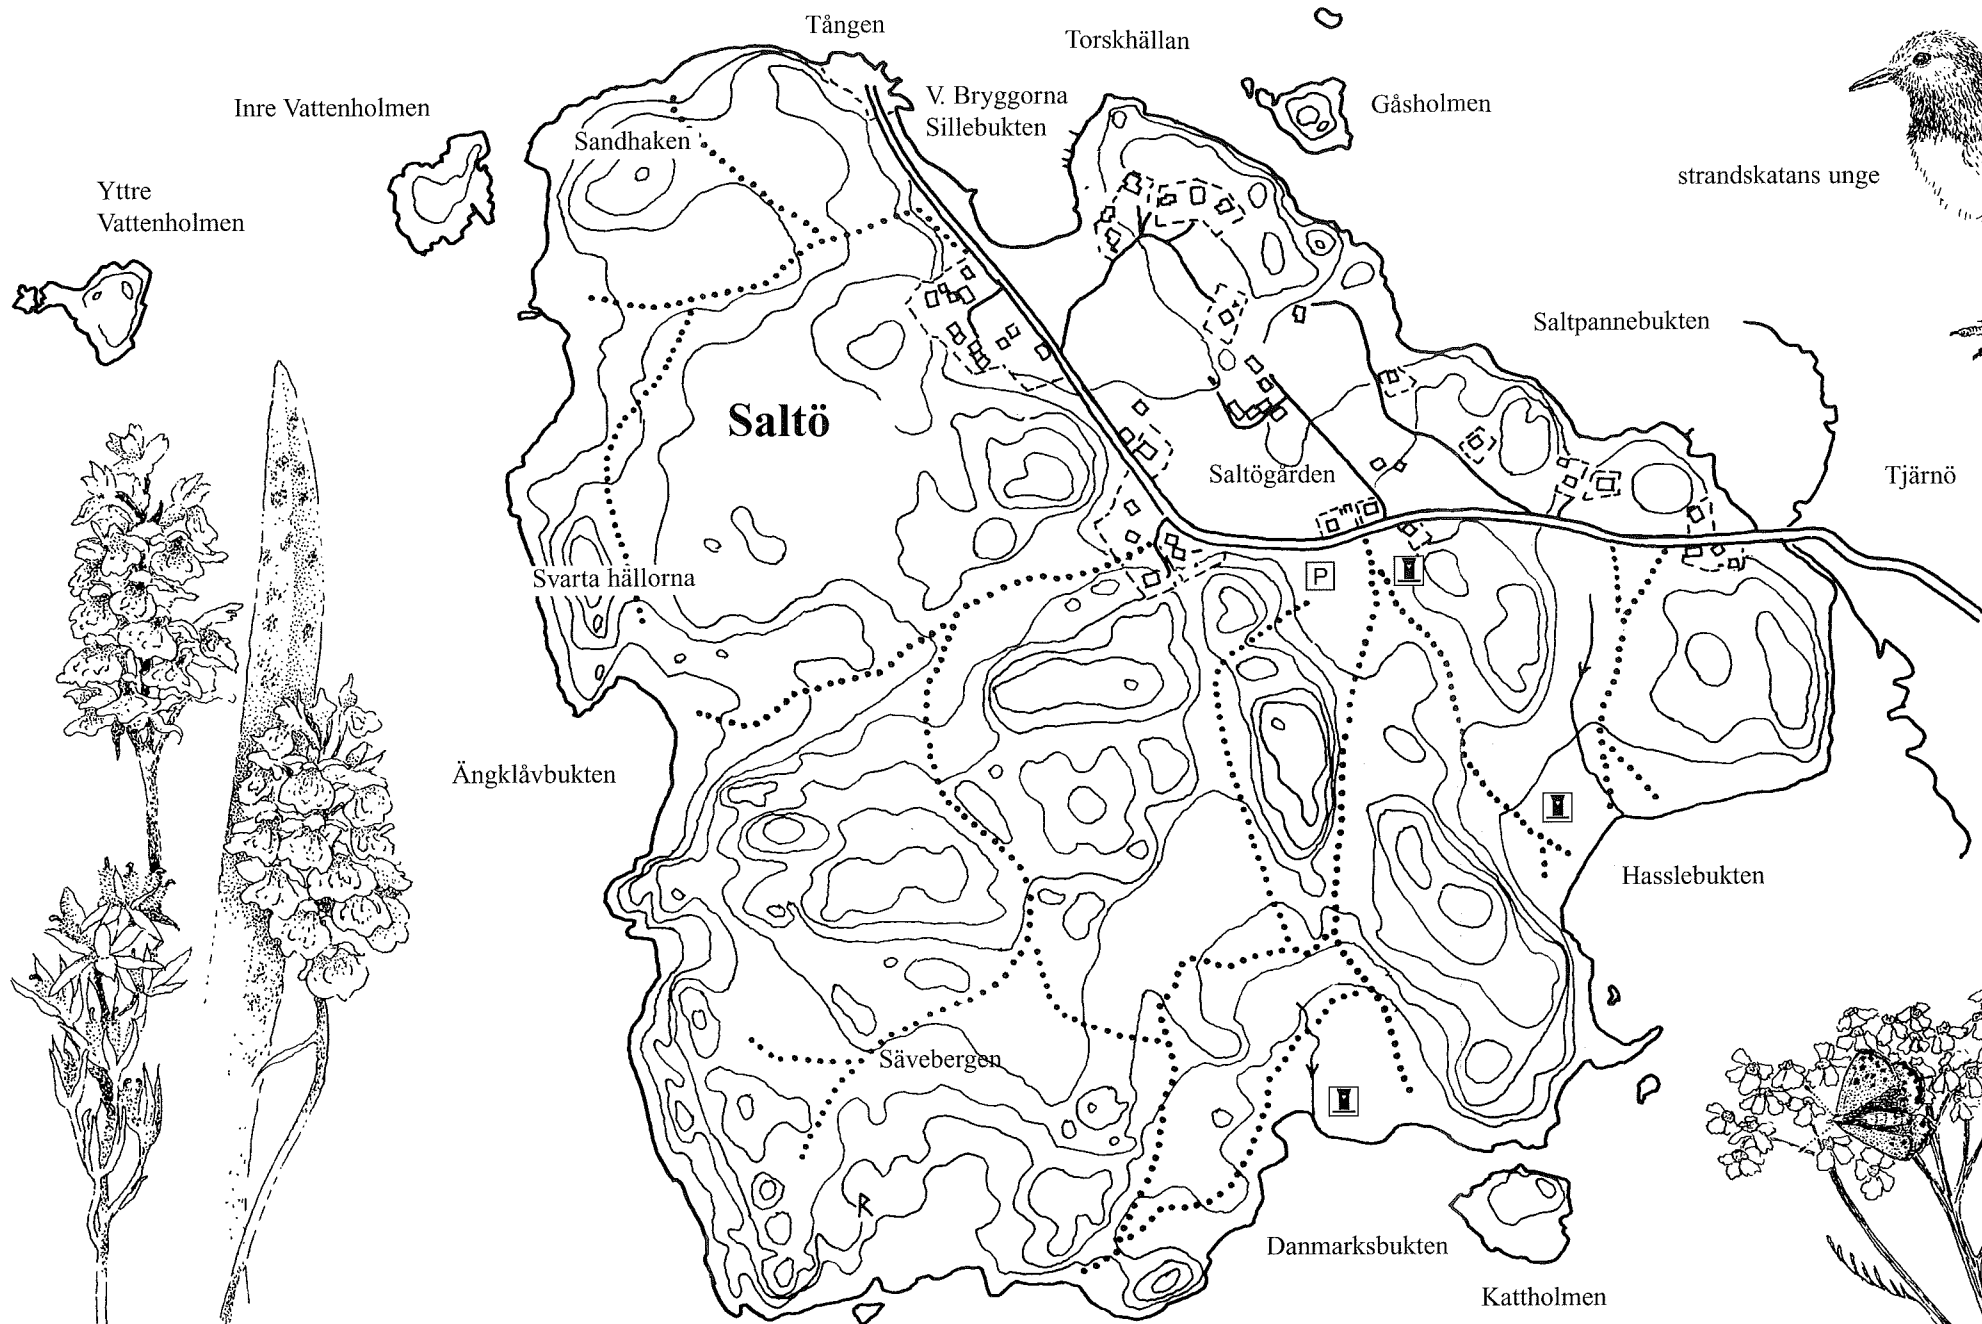 Tången
Torskhällan
Inre Vattenholmen
V. Bryggorna
Sillebukten
Gåsholmen
Sandhaken
strandskatans unge
Yttre
Vattenholmen
Saltpannebukten
Saltö
Saltögården
Tjärnö
Svarta hällorna
P
Ängklåvbukten
Hasslebukten
Sävebergen
R
Danmarksbukten
Kattholmen